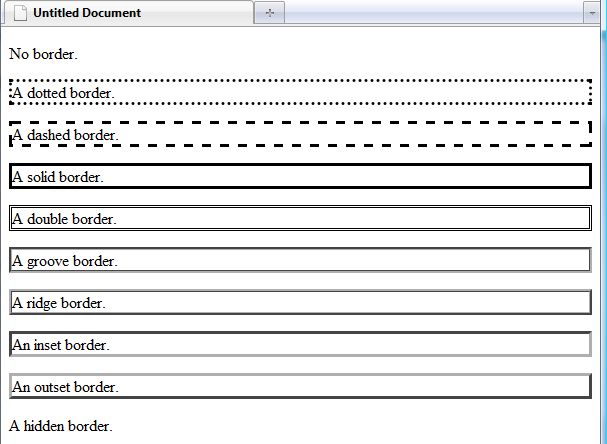 Untitled Document
No border.
A dotted border.
A dashed border.
A solid border.
A double border.
A groove border.
A ridge border.
An inset border.
An outset border.
A hidden border.